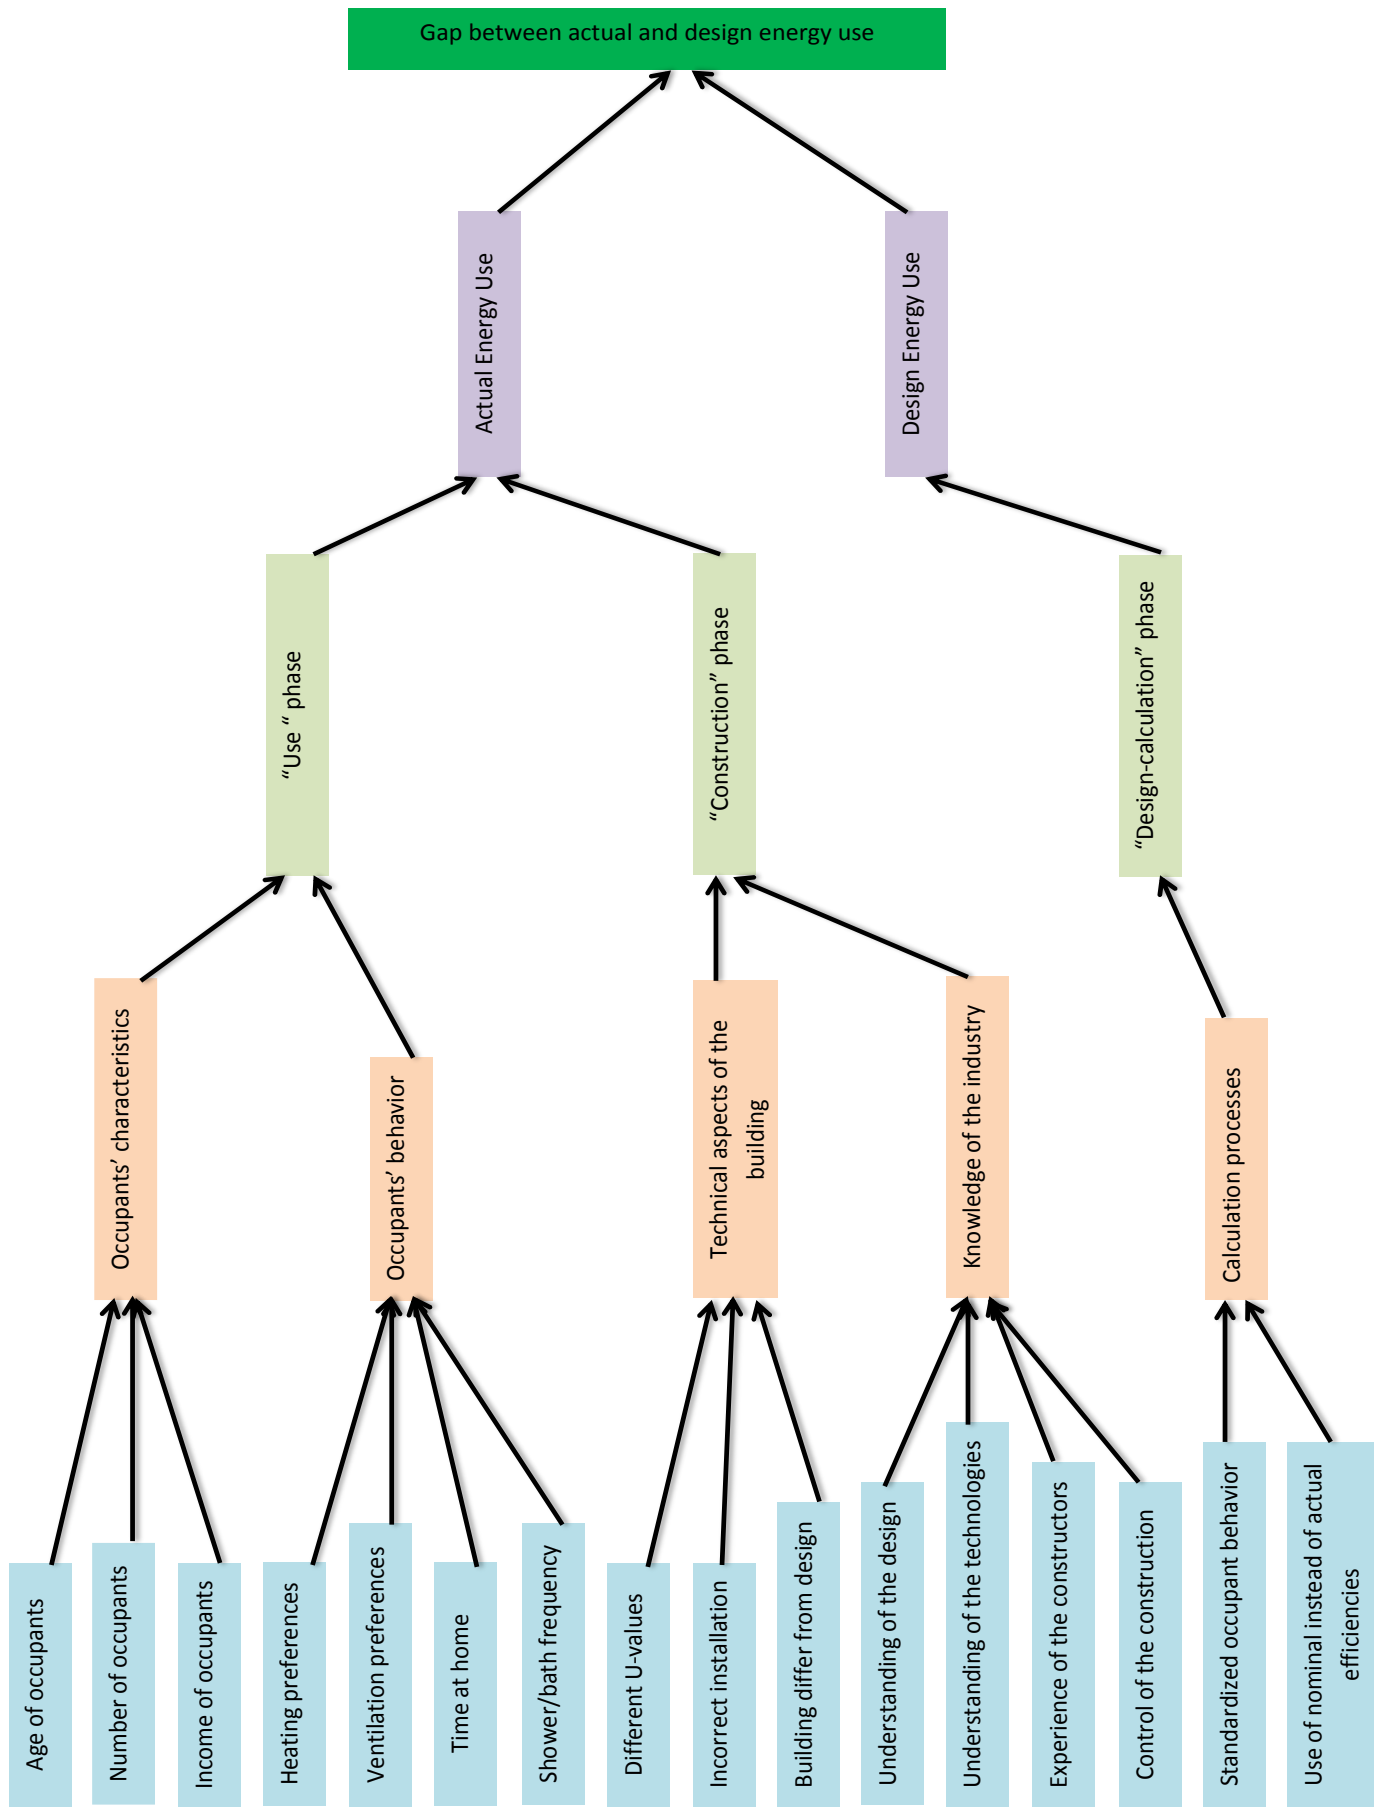 Gap between actual and design energy use
Actual Energy Use
Design Energy Use
“Use “ phase
“Construction” phase
“Design-calculation” phase
Occupants’ characteristics
Occupants’ behavior
Technical aspects of the
building
Knowledge of the industry
Calculation processes
Age of occupants
Number of occupants
Income of occupants
Heating preferences
Ventilation preferences
Time at home
Shower/bath frequency
Different U-values
Incorrect installation
Building differ from design
Understanding of the design
Understanding of the technologies
Experience of the constructors
Control of the construction
Standardized occupant behavior
Use of nominal instead of actual
efficiencies